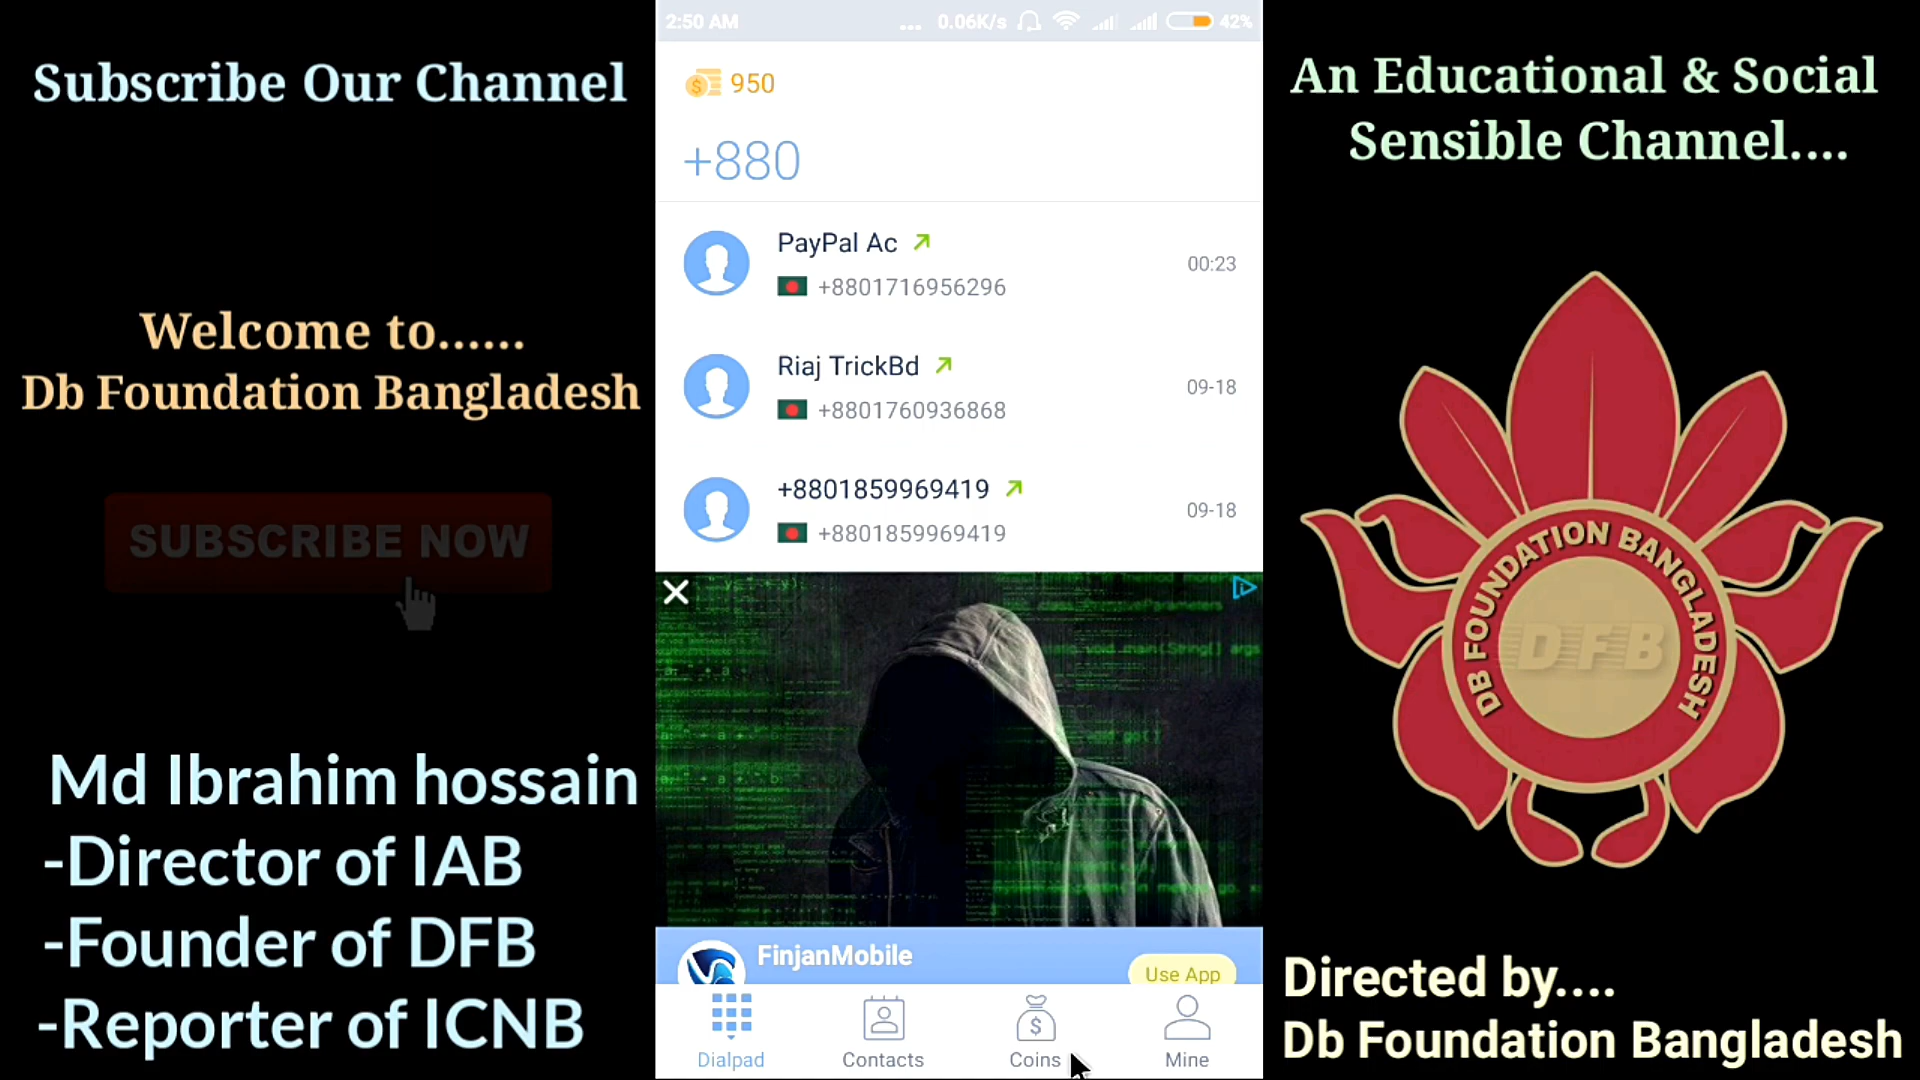 Subscribe Our Channel
Welcome to......
Db Foundation Bangladesh
SUBSCRIBE NOW
Md Ibrahim hossain
-Director of IAB
-Founder of DFB
-Reporter of ICNB
2:50 AM
... 0.06K/s
42%
950
+880
PayPal Ac
+8801716956296
00:23
Riaj TrickBd
+8801760936868
09-18
+8801859969419
+8801859969419
09-18
FinjanMobile
Use App
Dialpad
Contacts
Coins
Mine
An Educational & Social
Sensible Channel....
DB FOUNDATION BANGLADESH
DFB
Directed by....
Db Foundation Bangladesh